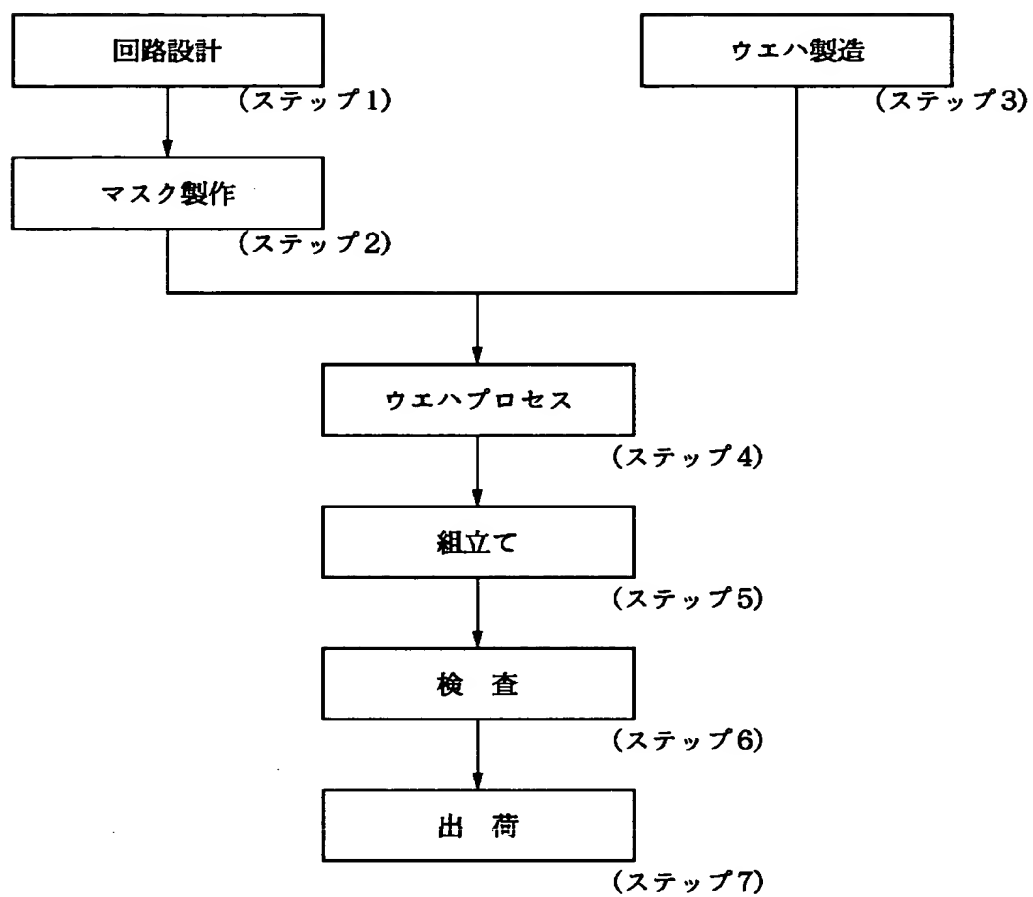 回路設計
(ステップ1)
マスク製作
(ステップ2)
ウエハ製造
(ステップ3)
ウエハプロセス
(ステップ4)
組立て
(ステップ5)
検 査
(ステップ6)
出 荷
(ステップ7)